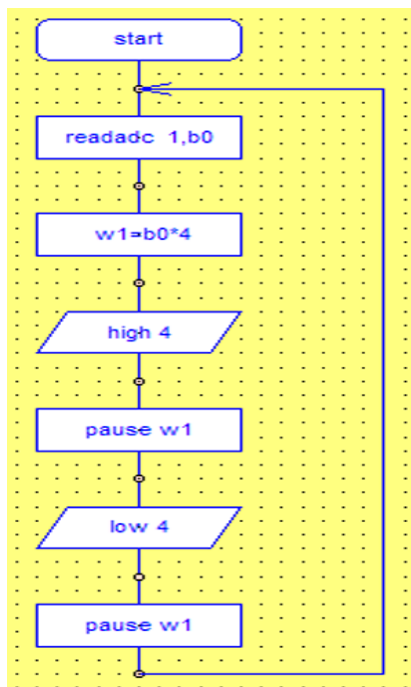 start
readadc 1,b0
w1=b0*4
high 4
pause w1
low 4
pause w1